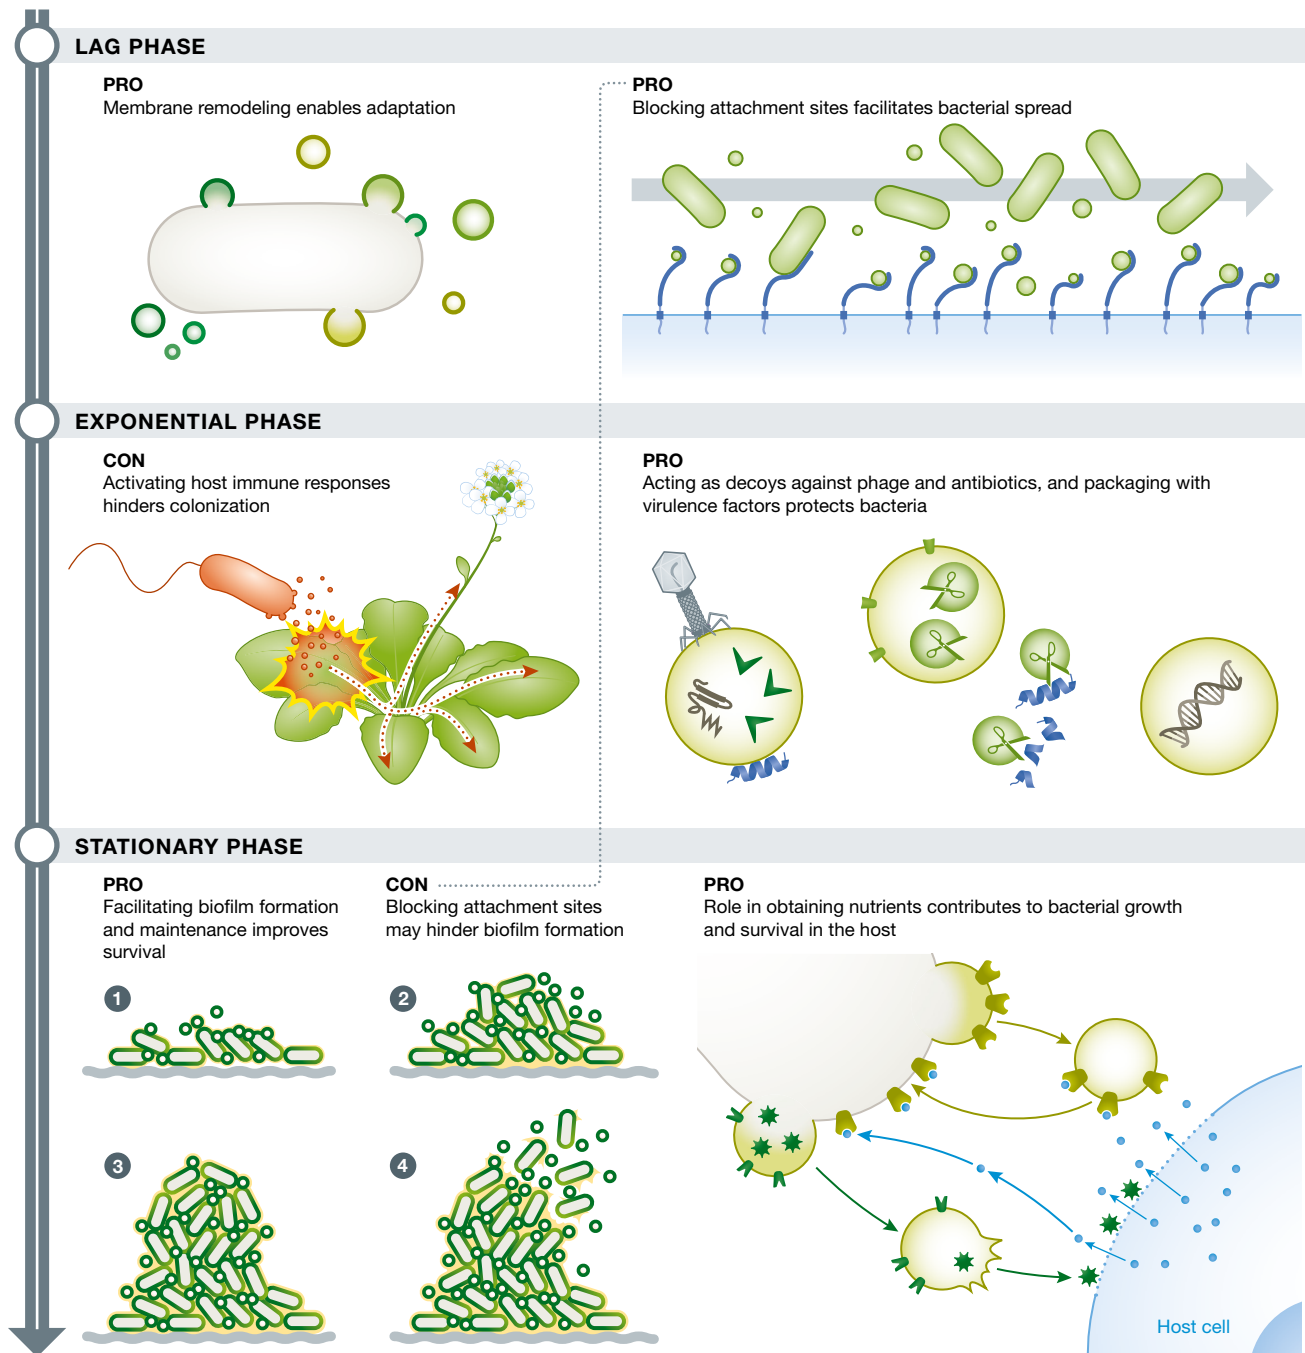 LAG PHASE
PRO
Membrane remodeling enables adaptation
PRO
Blocking attachment sites facilitates bacterial spread
EXPONENTIAL PHASE
CON
Activating host immune responses
hinders colonization
PRO
Acting as decoys against phage and antibiotics, and packaging with
virulence factors protects bacteria
STATIONARY PHASE
PRO
Facilitating biofilm formation
and maintenance improves
survival
CON
Blocking attachment sites
may hinder biofilm formation
PRO
Role in obtaining nutrients contributes to bacterial growth
and survival in the host
1
2
3
4
Host cell